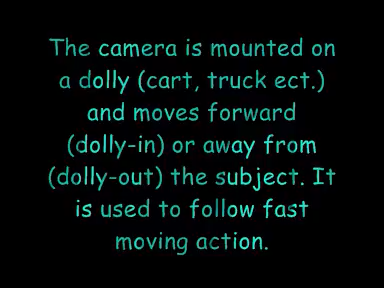 The camera is mounted on
a dolly (cart, truck ect.)
and moves forward
(dolly-in) or away from
(dolly-out) the subject. It
is used to follow fast
moving action.